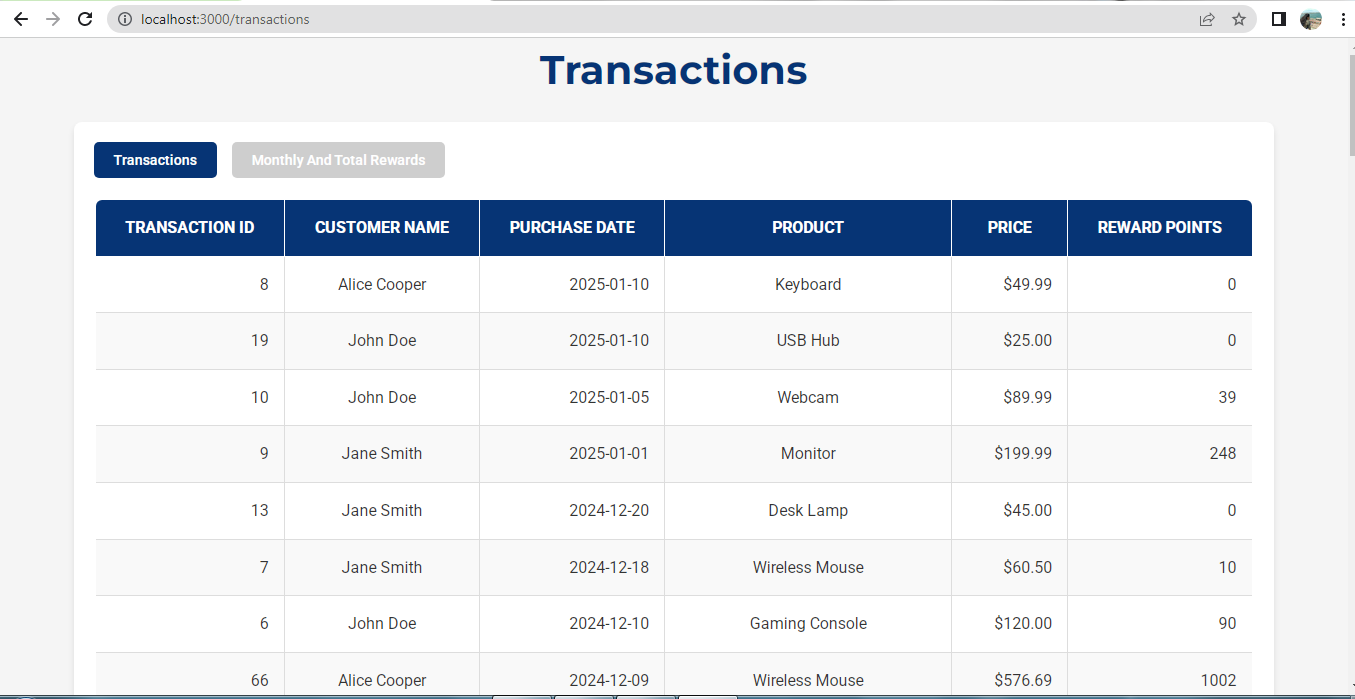 localhost:3000/transactions
Transactions
Transactions Monthly And Total Rewards
TRANSACTION ID CUSTOMER NAME PURCHASE DATE PRODUCT PRICE REWARD POINTS
8 Alice Cooper 2025-01-10 Keyboard $49.99 0
19 John Doe 2025-01-10 USB Hub $25.00 0
10 John Doe 2025-01-05 Webcam $89.99 39
9 Jane Smith 2025-01-01 Monitor $199.99 248
13 Jane Smith 2024-12-20 Desk Lamp $45.00 0
7 Jane Smith 2024-12-18 Wireless Mouse $60.50 10
6 John Doe 2024-12-10 Gaming Console $120.00 90
66 Alice Cooper 2024-12-09 Wireless Mouse $576.69 1002